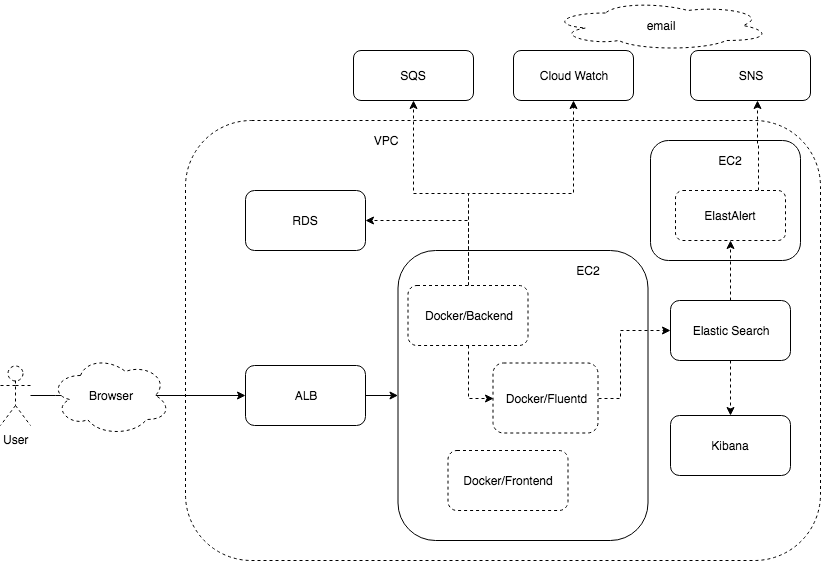 email
SQS
Cloud Watch
SNS
VPC
EC2
RDS
ElastAlert
EC2
Docker/Backend
Elastic Search
User
Browser
ALB
Docker/Fluentd
Kibana
Docker/Frontend